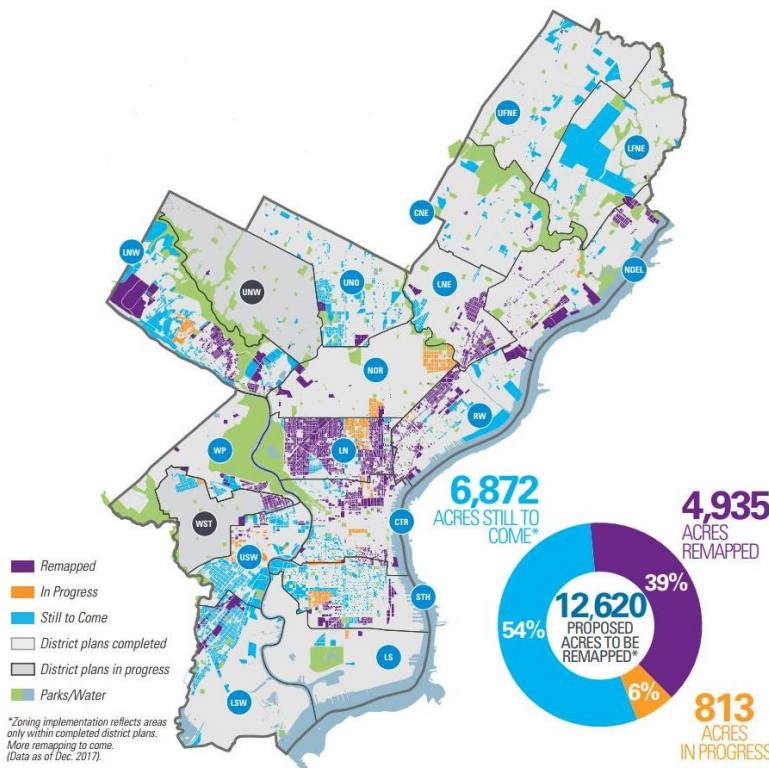 UFNE
LFNE
CNE
LNW
NDEL
UNO
LNE
UNW
NOR
RW
WP
LN
6,872
ACRES STILL TO
COME*
4,935
ACRES
REMAPPED
WST
CTR
USW
39%
12,620
PROPOSED
ACRES TO BE
REMAPPED*
54%
6%
STH
LS
LSW
813
ACRES
IN PROGRESS
Remapped
In Progress
Still to Come
District plans completed
District plans in progress
Parks/Water
*Zoning implementation reflects areas
only within completed district plans.
More remapping to come.
(Data as of Dec. 2017).